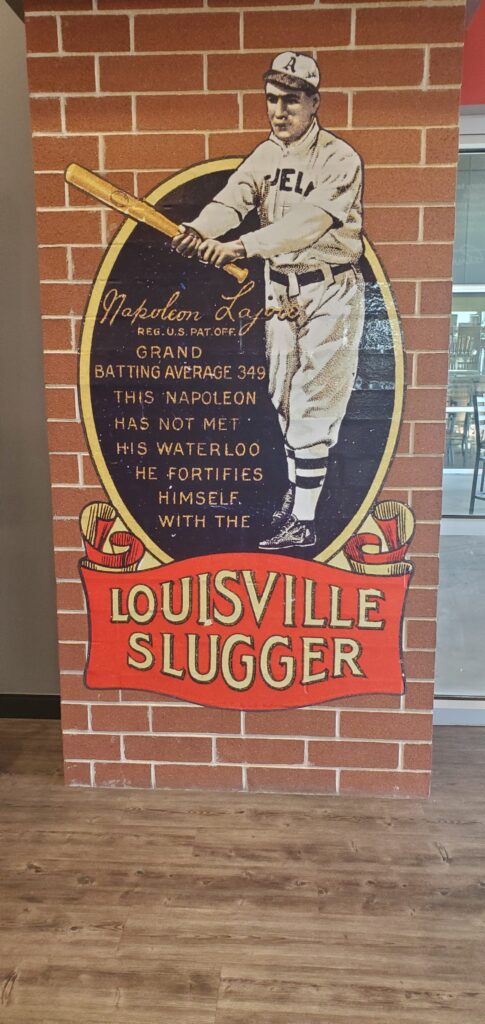 A
Napoleon Lajoie
REG. U.S. PAT. OFF.
GRAND
BATTING AVERAGE 349
THIS NAPOLEON
HAS NOT MET
HIS WATERLOO
HE FORTIFIES
HIMSELF
WITH THE
LOUISVILLE
SLUGGER